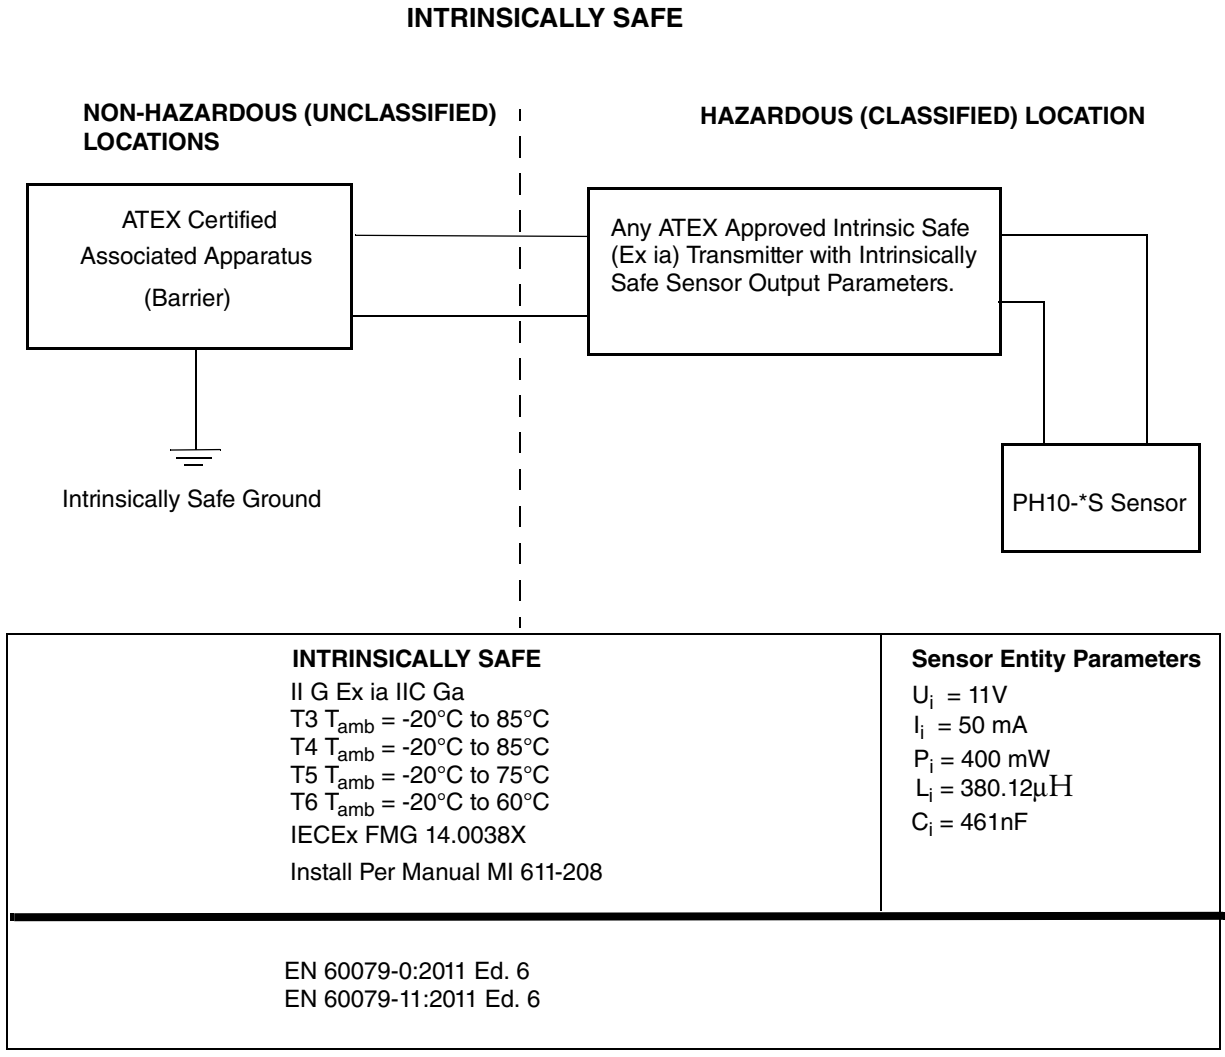 INTRINSICALLY SAFE
NON-HAZARDOUS (UNCLASSIFIED)
LOCATIONS
HAZARDOUS (CLASSIFIED) LOCATION
ATEX Certified
Associated Apparatus
(Barrier)
Any ATEX Approved Intrinsic Safe
(Ex ia) Transmitter with Intrinsically
Safe Sensor Output Parameters.
Intrinsically Safe Ground
PH10-*S Sensor
INTRINSICALLY SAFE
II G Ex ia IIC Ga
T3 Tamb = -20°C to 85°C
T4 Tamb = -20°C to 85°C
T5 Tamb = -20°C to 75°C
T6 Tamb = -20°C to 60°C
IECEx FMG 14.0038X
Install Per Manual MI 611-208
Sensor Entity Parameters
Ui = 11V
Ii = 50 mA
Pi = 400 mW
Li = 380.12µH
Ci = 461nF
EN 60079-0:2011 Ed. 6
EN 60079-11:2011 Ed. 6